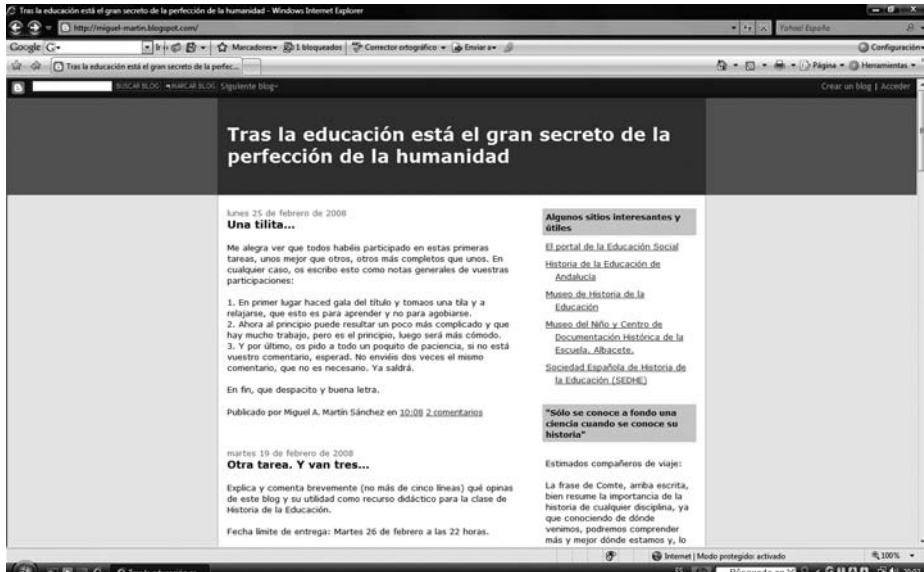 Tras la educación está el gran secreto de la perfección de la humanidad - Windows Internet Explorer
http://miguel-martin.blogspot.com/
Yahoo! España
Google
Marcadores
1 bloqueados
Corrector ortográfico
Enviar a
Configuración
Tras la educación está el gran secreto de la perfec...
Página
Herramientas
BUSCAR BLOG
MARCAR BLOG
Siguiente blog
Crear un blog | Acceder
Tras la educación está el gran secreto de la
perfección de la humanidad
lunes 25 de febrero de 2008
Una tilita...
Me alegra ver que todos habéis participado en estas primeras
tareas, unos mejor que otros, otros más completos que unos. En
cualquier caso, os escribo esto como notas generales de vuestras
participaciones:
1. En primer lugar haced gala del título y tomaos una tila y a
relajarse, que esto es para aprender y no para agobiarse.
2. Ahora al principio puede resultar un poco más complicado y que
hay mucho trabajo, pero es el principio, luego será más cómodo.
3. Y por último, os pido a todo un poquito de paciencia, si no está
vuestro comentario, esperad. No enviéis dos veces el mismo
comentario, que no es necesario. Ya saldrá.
En fin, que despacito y buena letra.
Publicado por Miguel A. Martín Sánchez en 10:08 2 comentarios
martes 19 de febrero de 2008
Otra tarea. Y van tres...
Explica y comenta brevemente (no más de cinco líneas) qué opinas
de este blog y su utilidad como recurso didáctico para la clase de
Historia de la Educación.
Fecha límite de entrega: Martes 26 de febrero a las 22 horas.
Algunos sitios interesantes y
útiles
El portal de la Educación Social
Historia de la Educación de
Andalucía
Museo de Historia de la
Educación
Museo del Niño y Centro de
Documentación Histórica de la
Escuela. Albacete.
Sociedad Española de Historia de
la Educación (SEDHE)
"Sólo se conoce a fondo una
ciencia cuando se conoce su
historia"
Estimados compañeros de viaje:
La frase de Comte, arriba escrita,
bien resume la importancia de la
historia de cualquier disciplina, ya
que conociendo de dónde
venimos, podremos comprender
más y mejor dónde estamos y, lo
Internet | Modo protegido: activado
100%
ES